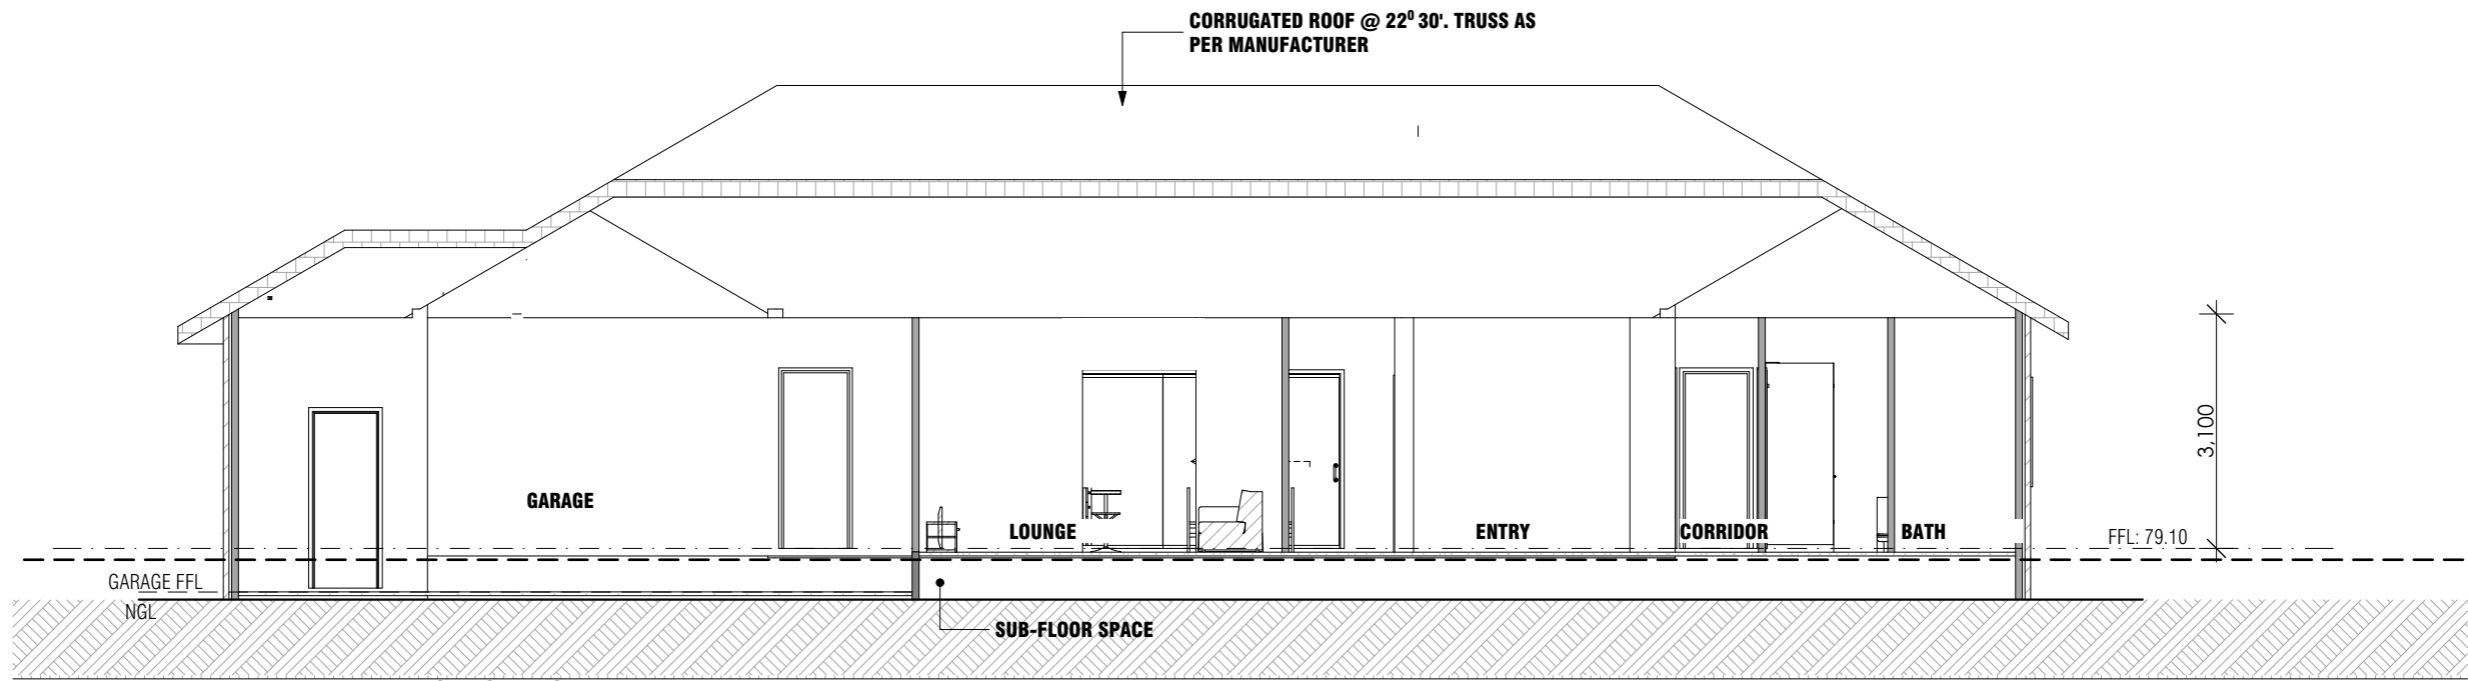 CORRUGATED ROOF @ 22⁰ 30'. TRUSS AS
PER MANUFACTURER
3,100
GARAGE
LOUNGE
ENTRY
CORRIDOR
BATH
FFL: 79.10
GARAGE FFL
NGL
SUB-FLOOR SPACE